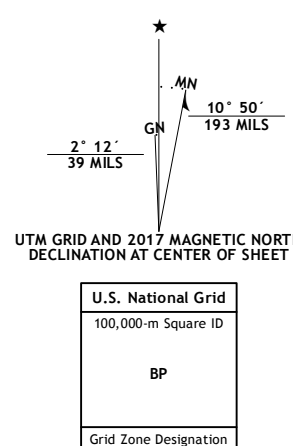 ★
MN
GN
10° 50´
193 MILS
2° 12´
39 MILS
UTM GRID AND 2017 MAGNETIC NORT
DECLINATION AT CENTER OF SHEET
U.S. National Grid
100,000-m Square ID
BP
Grid Zone Designation